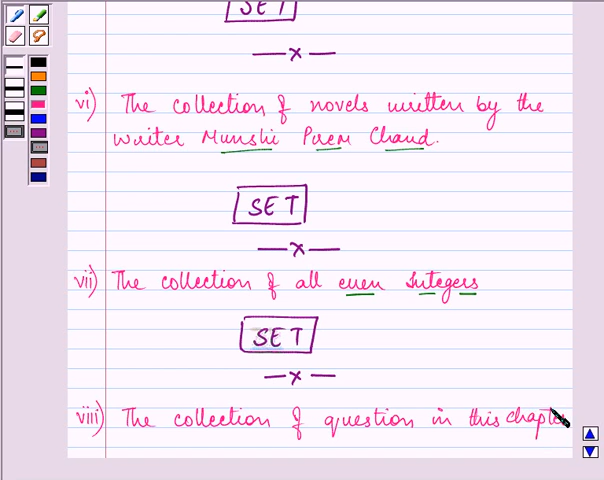 SET
—x—
vi) The collection of novels written by the
writer Munshi Prem Chand.
SET
—x—
vii) The collection of all even Integers
SET
—x—
viii) The collection of question in this chapter